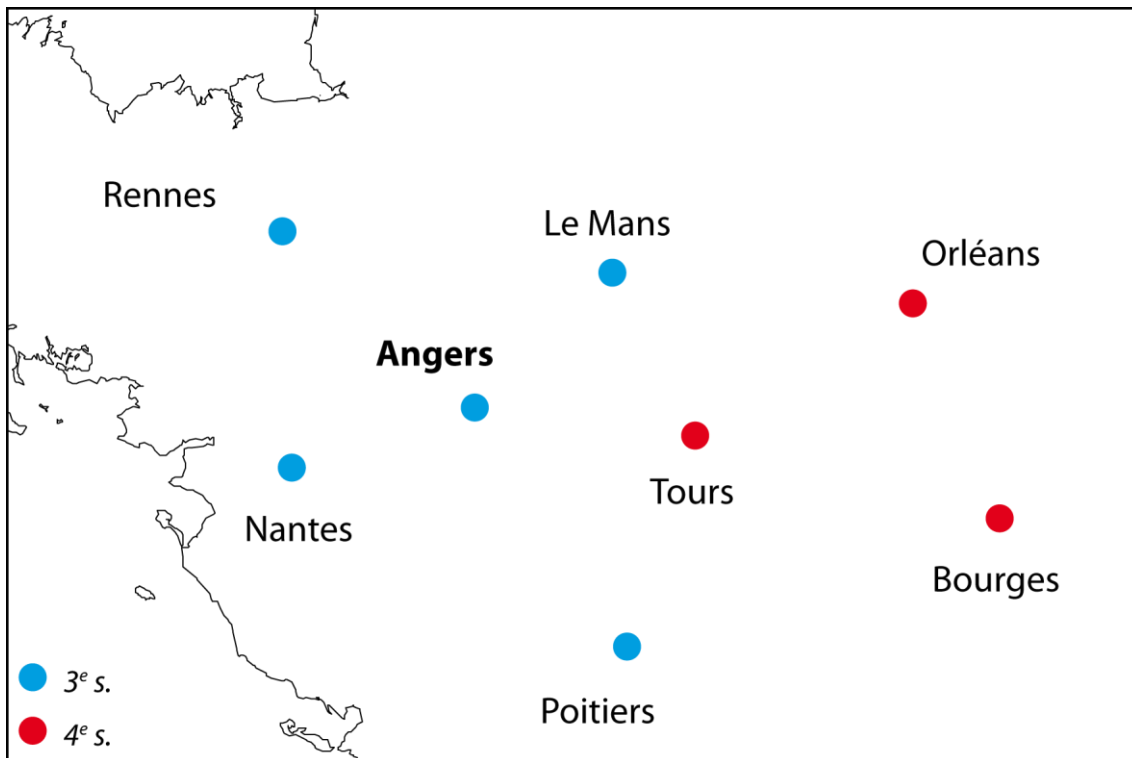 Rennes
Le Mans
Orléans
Angers
Tours
Nantes
Bourges
3e s.
Poitiers
4e s.